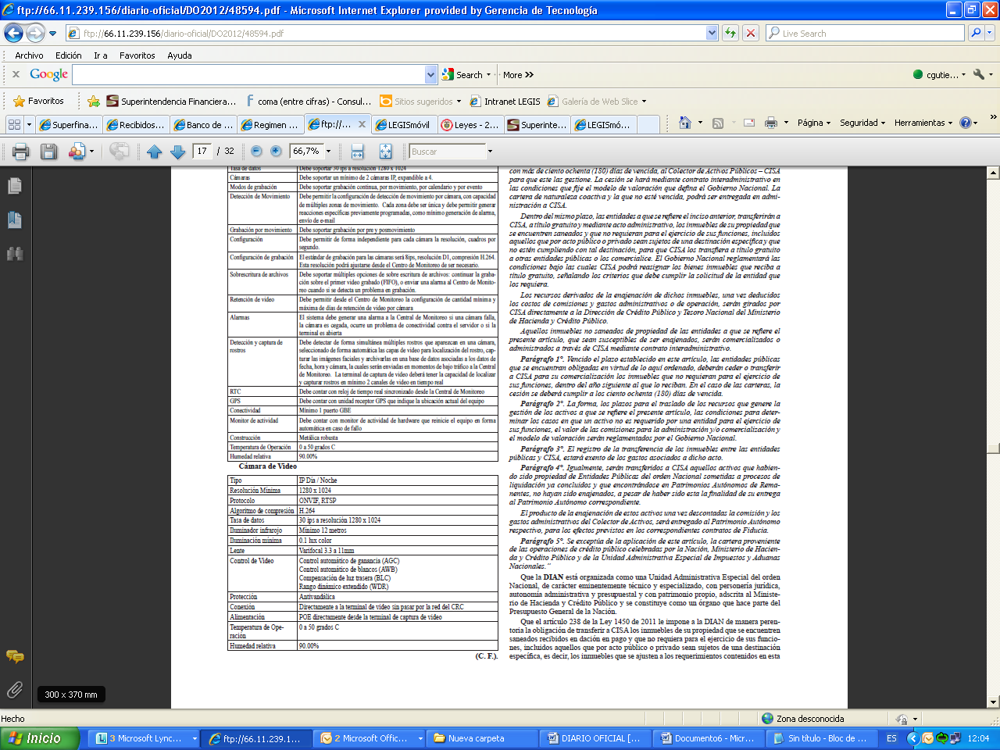 ftp://66.11.239.156/diario-oficial/DO2012/48594.pdf - Microsoft Internet Explorer provided by Gerencia de Tecnología
ftp://66.11.239.156/diario-oficial/DO2012/48594.pdf
Live Search
Archivo Edición Ir a Favoritos Ayuda
Google
Search
More
cgutie...
Favoritos
Superintendencia Financiera...
coma (entre cifras) - Consul...
Sitios sugeridos
Intranet LEGIS
Galería de Web Slice
Superfina...
Recibidos...
Banco de ...
Regimen ...
ftp://...
LEGISmóvil
Leyes - 2...
Superinte...
LEGISmó...
Página
Seguridad
Herramientas
17 / 32
66,7%
Buscar
Tasa de datos Debe soportar 30 ips a resolución 1280 x 1024
Cámaras Debe soportar un mínimo de 2 cámaras IP, expandible a 4.
Modos de grabación Debe soportar grabación continua, por movimiento, por calendario y por evento
Detección de Movimiento Debe permitir la configuración de detección de movimiento por cámara, con capacidad
de múltiples zonas de movimiento. Cada zona debe ser única y debe permitir generar
reacciones específicas previamente programadas, como mínimo generación de alarma,
envío de e-mail
Grabación por movimiento Debe soportar grabación por pre y posmovimiento
Configuración Debe permitir de forma independiente para cada cámara la resolución, cuadros por
segundo.
Configuración de grabación El estándar de grabación para las cámaras será 8ips, resolución D1, compresión H.264.
Esta resolución podrá ajustarse desde el Centro de Monitoreo de ser necesario.
Sobrescritura de archivos Debe soportar múltiples opciones de sobre escritura de archivos: continuar la graba-
ción sobre el primer video grabado (FIFO), o enviar una alarma al Centro de Monito-
reo cuando si se detecta un problema en grabación.
Retención de video Debe permitir desde el Centro de Monitoreo la configuración de cantidad mínima y
máxima de días de retención de video por cámara
Alarmas El sistema debe generar una alarma a la Central de Monitoreo si una cámara falla,
la cámara es cegada, ocurre un problema de conectividad contra el servidor o si la
terminal es abierta
Detección y captura de
rostros
Debe detectar de forma simultánea múltiples rostros que aparezcan en una cámara,
seleccionado de forma automática las capas de video para localización del rostro, cap-
turar las imágenes faciales y archivarlas en una base de datos asociadas a los datos de
fecha, hora y cámara, la cuales serán enviadas en momentos de bajo tráfico a la Central
de Monitoreo. La terminal de captura de video deberá tener la capacidad de localizar
y capturar rostros en mínimo 2 canales de video en tiempo real
RTC Debe contar con reloj de tiempo real sincronizado desde la Central de Monitoreo
GPS Debe contar con unidad receptor GPS que indique la ubicación actual del equipo
Conectividad Mínimo 1 puerto GBE
Monitor de actividad Debe contar con monitor de actividad de hardware que reinicie el equipo en forma
automática en caso de fallo
Construcción Metálica robusta
Temperatura de Operación 0 a 50 grados C
Humedad relativa 90.00%
Cámara de Video
Tipo IP Día / Noche
Resolución Mínima 1280 x 1024
Protocolo ONVIF, RTSP
Algoritmo de compresión H.264
Tasa de datos 30 ips a resolución 1280 x 1024
Iluminador infrarojo Mínimo 12 metros
Iluminación mínima 0.1 lux color
Lente Varifocal 3.3 a 11mm
Control de Video Control automático de ganancia (AGC)
Control automático de blancos (AWB)
Compensación de luz trasera (BLC)
Rango dinámico extendido (WDR)
Protección Antivandálica
Conexión Directamente a la terminal de video sin pasar por la red del CRC
Alimentación POE directamente desde la terminal de captura de video
Temperatura de Ope-
ración
0 a 50 grados C
Humedad relativa 90.00%
(C. F.).
con más de ciento ochenta (180) días de vencida, al Colector de Activos Públicos – CISA
para que este las gestione. La cesión se hará mediante contrato interadministrativo en
las condiciones que fije el modelo de valoración que defina el Gobierno Nacional. La
cartera de naturaleza coactiva y la que no esté vencida, podrá ser entregada en admi-
nistración a CISA.
Dentro del mismo plazo, las entidades a que se refiere el inciso anterior, transferirán a
CISA, a título gratuito y mediante acto administrativo, los inmuebles de su propiedad que
se encuentren saneados y que no requieran para el ejercicio de sus funciones, incluidos
aquellos que por acto público o privado sean sujetos de una destinación específica y que
no estén cumpliendo con tal destinación, para que CISA los transfiera a título gratuito
a otras entidades públicas o los comercialice. El Gobierno Nacional reglamentará las
condiciones bajo las cuales CISA podrá reasignar los bienes inmuebles que reciba a
título gratuito, señalando los criterios que debe cumplir la solicitud de la entidad que
los requiera.
Los recursos derivados de la enajenación de dichos inmuebles, una vez deducidos
los costos de comisiones y gastos administrativos o de operación, serán girados por
CISA directamente a la Dirección de Crédito Público y Tesoro Nacional del Ministerio
de Hacienda y Crédito Público.
Aquellos inmuebles no saneados de propiedad de las entidades a que se refiere el
presente artículo, que sean susceptibles de ser enajenados, serán comercializados o
administrados a través de CISA mediante contrato interadministrativo.
Parágrafo 1°. Vencido el plazo establecido en este artículo, las entidades públicas
que se encuentran obligadas en virtud de lo aquí ordenado, deberán ceder o transferir
a CISA para su comercialización los inmuebles que no requieran para el ejercicio de
sus funciones, dentro del año siguiente al que lo reciban. En el caso de las carteras, la
cesión se deberá cumplir a los ciento ochenta (180) días de vencida.
Parágrafo 2°. La forma, los plazos para el traslado de los recursos que genere la
gestión de los activos a que se refiere el presente artículo, las condiciones para deter-
minar los casos en que un activo no es requerido por una entidad para el ejercicio de
sus funciones, el valor de las comisiones para la administración y/o comercialización y
el modelo de valoración serán reglamentados por el Gobierno Nacional.
Parágrafo 3°. El registro de la transferencia de los inmuebles entre las entidades
públicas y CISA, estará exento de los gastos asociados a dicho acto.
Parágrafo 4°. Igualmente, serán transferidos a CISA aquellos activos que habien-
do sido propiedad de Entidades Públicas del orden Nacional sometidas a procesos de
liquidación ya concluidos y que encontrándose en Patrimonios Autónomos de Rema-
nentes, no hayan sido enajenados, a pesar de haber sido esta la finalidad de su entrega
al Patrimonio Autónomo correspondiente.
El producto de la enajenación de estos activos una vez descontadas la comisión y los
gastos administrativos del Colector de Activos, será entregado al Patrimonio Autónomo
respectivo, para los efectos previstos en los correspondientes contratos de Fiducia.
Parágrafo 5°. Se exceptúa de la aplicación de este artículo, la cartera proveniente
de las operaciones de crédito público celebradas por la Nación, Ministerio de Hacien-
da y Crédito Público y de la Unidad Administrativa Especial de Impuestos y Aduanas
Nacionales.”
Que la DIAN está organizada como una Unidad Administrativa Especial del orden
Nacional, de carácter eminentemente técnico y especializado, con personería jurídica,
autonomía administrativa y presupuestal y con patrimonio propio, adscrita al Ministe-
rio de Hacienda y Crédito Público y se constituye como un órgano que hace parte del
Presupuesto General de la Nación.
Que el artículo 238 de la Ley 1450 de 2011 le impone a la DIAN de manera peren-
toria la obligación de transferir a CISA los inmuebles de su propiedad que se encuentren
saneados recibidos en dación en pago y que no requiera para el ejercicio de sus funcio-
nes, incluidos aquellos que por acto público o privado sean sujetos de una destinación
específica, es decir, los inmuebles que se ajusten a los requerimientos contenidos en esta
300 x 370 mm
Hecho
Zona desconocida
Inicio
3 Microsoft Lync...
ftp://66.11.239.1...
2 Microsoft Offic...
Nueva carpeta
DIARIO OFICIAL [...
Documento6 - Micr...
Sin título - Bloc de ...
ES
12:04